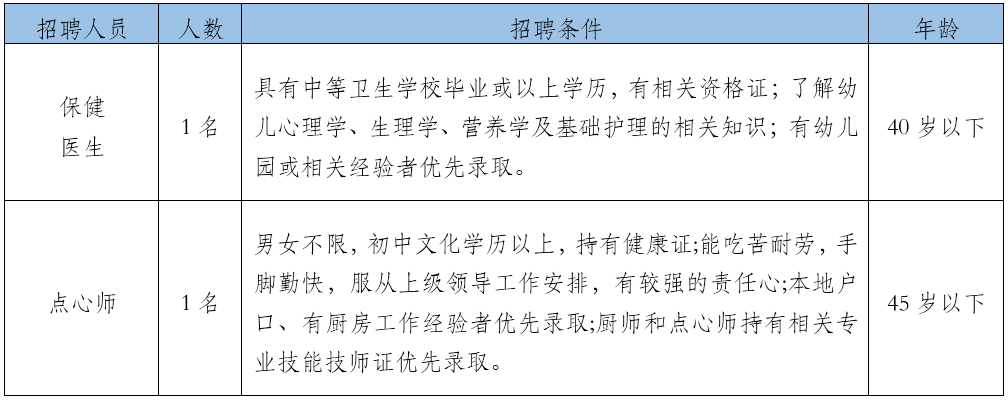 招聘人员 人数 招聘条件 年龄
保健
医生
1名
具有中等卫生学校毕业或以上学历，有相关资格证；了解幼
儿心理学、生理学、营养学及基础护理的相关知识；有幼儿
园或相关经验者优先录取。
40岁以下
点心师
1名
男女不限，初中文化学历以上，持有健康证;能吃苦耐劳，手
脚勤快，服从上级领导工作安排，有较强的责任心;本地户
口、有厨房工作经验者优先录取;厨师和点心师持有相关专
业技能技师证优先录取。
45岁以下